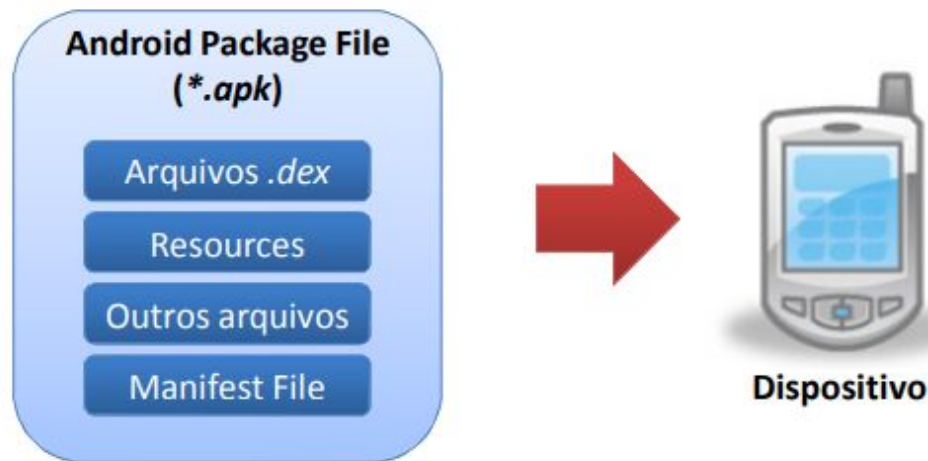 Android Package File
(*.apk)
Arquivos .dex
Resources
Outros arquivos
Manifest File
Dispositivo